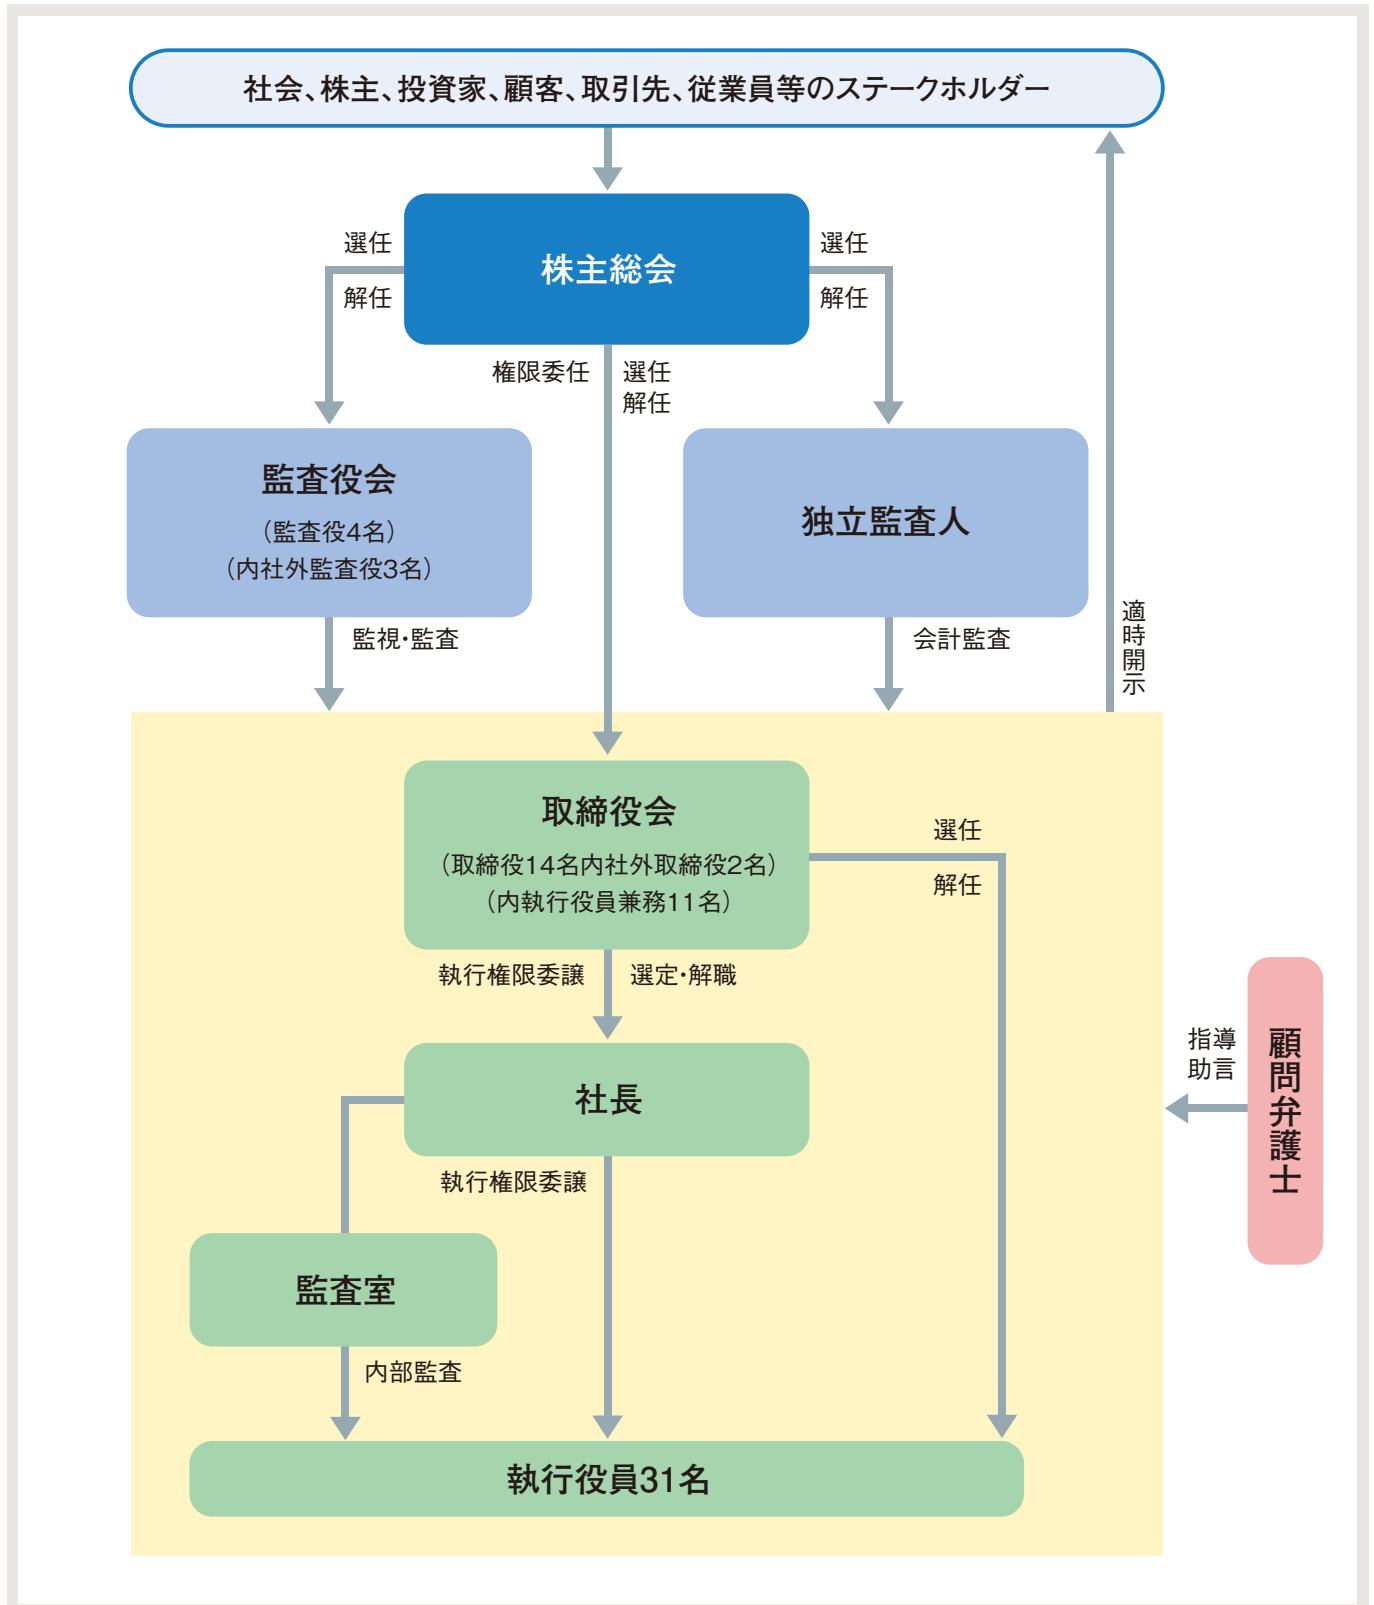 社会、株主、投資家、顧客、取引先、従業員等のステークホルダー
株主総会
選任
解任
選任
解任
権限委任
選任
解任
監査役会
（監査役4名）
（内社外監査役3名）
独立監査人
監視・監査
会計監査
適時開示
取締役会
（取締役14名内社外取締役2名）
（内執行役員兼務11名）
選任
解任
執行権限委譲
選定・解職
社長
指導
助言
顧問弁護士
執行権限委譲
監査室
内部監査
執行役員31名